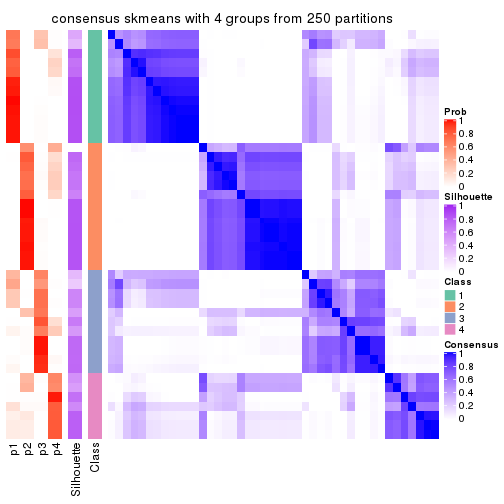 consensus skmeans with 4 groups from 250 partitions
Prob
1
0.8
0.6
0.4
0.2
0
Silhouette
1
0.8
0.6
0.4
0.2
0
Class
1
2
3
4
Consensus
1
0.8
0.6
0.4
0.2
0
p1
p2
p3
p4
Silhouette
Class